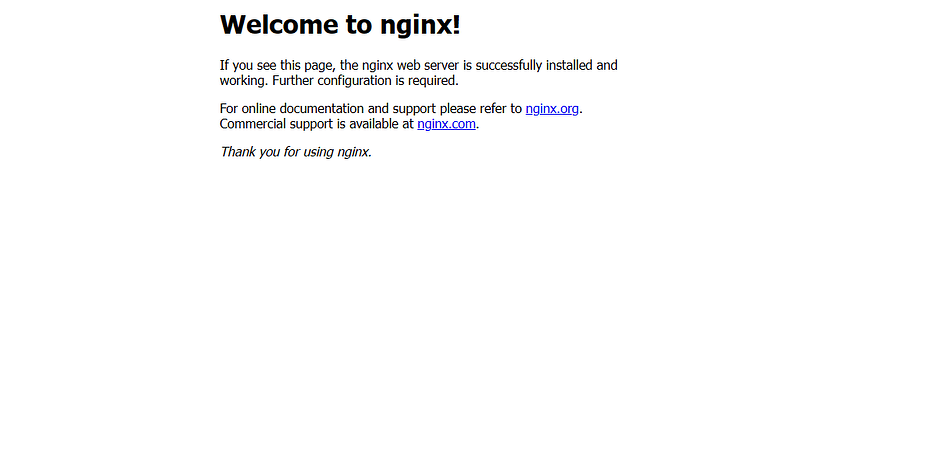 Welcome to nginx!
If you see this page, the nginx web server is successfully installed and
working. Further configuration is required.
For online documentation and support please refer to nginx.org.
Commercial support is available at nginx.com.
Thank you for using nginx.